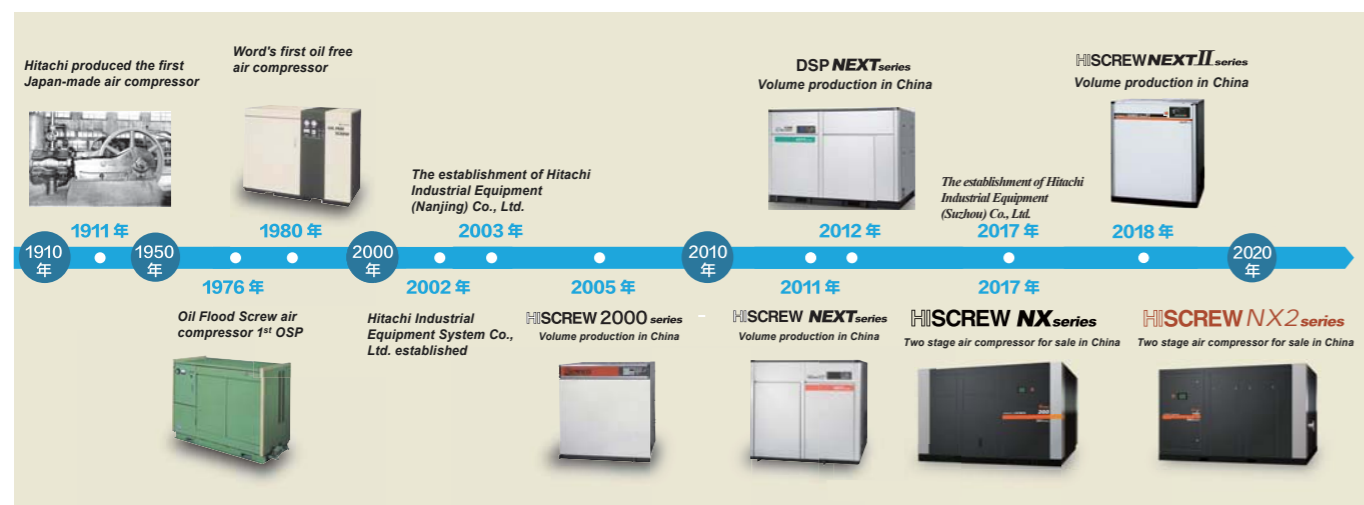 Hitachi produced the first
Japan-made air compressor
Word's first oil free
air compressor
The establishment of Hitachi
Industrial Equipment
(Nanjing) Co., Ltd.
DSP NEXT series
Volume production in China
The establishment of Hitachi
Industrial Equipment
(Suzhou) Co., Ltd.
HISCREW NEXT II series
Volume production in China
1911 年
1980 年
2003 年
2012 年
2017 年
2018 年
1910
年
1950
年
2000
年
2010
年
2020
年
1976 年
2002 年
2005 年
2011 年
2017 年
Oil Flood Screw air
compressor 1st OSP
Hitachi Industrial
Equipment System Co.,
Ltd. established
HISCREW 2000 series
Volume production in China
HISCREW NEXT series
Volume production in China
HISCREW NX series
Two stage air compressor for sale in China
HISCREW NX2 series
Two stage air compressor for sale in China